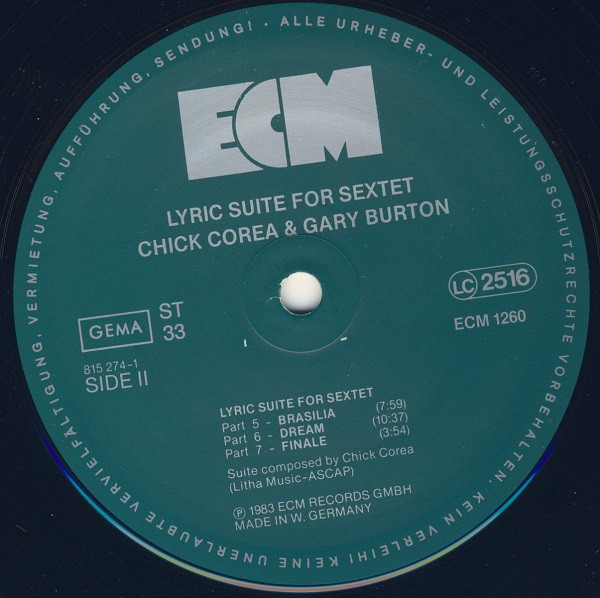 ALLE URHEBER- UND LEISTUNGSSCHUTZRECHTE VORBEHALTEN. KEIN VERLEIH! KEINE UNERLAUBTE VERVIELFÄLTIGUNG, VERMIETUNG, AUFFÜHRUNG, SENDUNG! ·
ECM
LYRIC SUITE FOR SEXTET
CHICK COREA & GARY BURTON
GEMA
ST
33
LC 2516
ECM 1260
815 274-1
SIDE II
LYRIC SUITE FOR SEXTET
Part 5 - BRASILIA (7:59)
Part 6 - DREAM (10:37)
Part 7 - FINALE (3:54)
Suite composed by Chick Corea
(Litha Music-ASCAP)
Ⓟ 1983 ECM RECORDS GMBH
MADE IN W. GERMANY